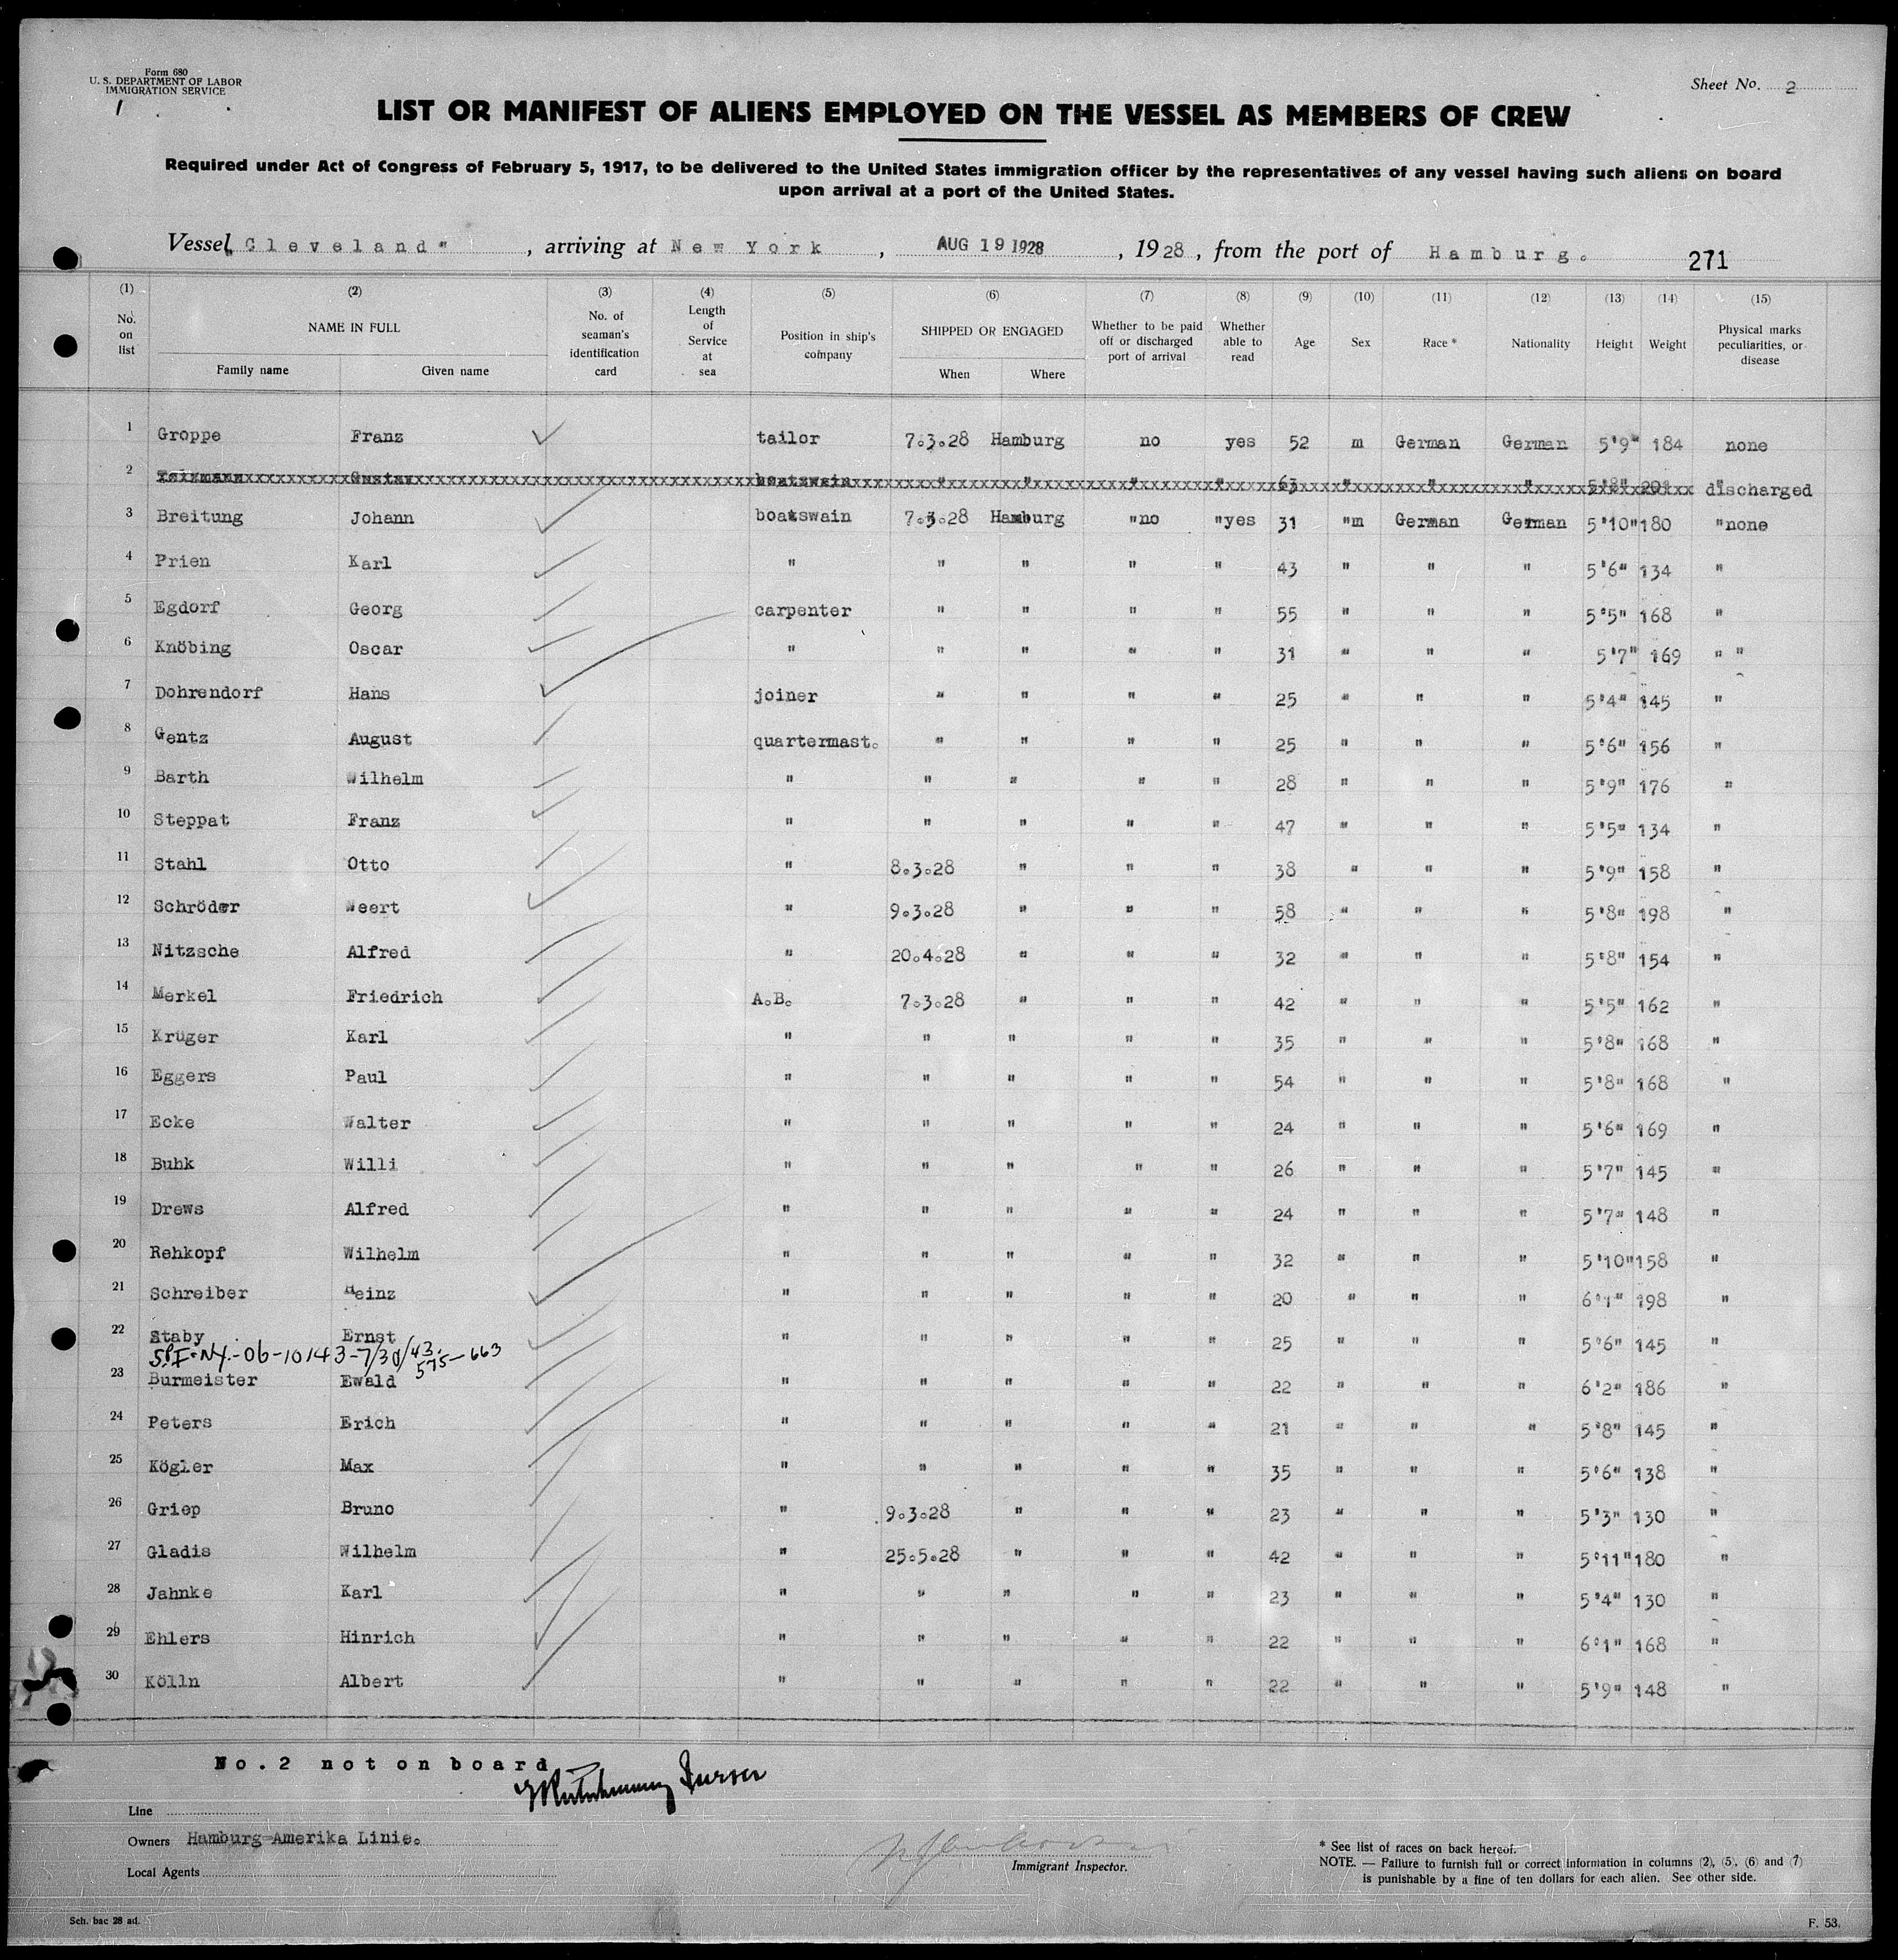 Form 680
U. S. DEPARTMENT OF LABOR
IMMIGRATION SERVICE
Sheet No. 2
LIST OR MANIFEST OF ALIENS EMPLOYED ON THE VESSEL AS MEMBERS OF CREW
Required under Act of Congress of February 5, 1917, to be delivered to the United States immigration officer by the representatives of any vessel having such aliens on board
upon arrival at a port of the United States.
Vessel "Cleveland", arriving at New York, AUG 19 1928, 1928, from the port of Hamburg. 271
(1) (2) (3) (4) (5) (6) (7) (8) (9) (10) (11) (12) (13) (14) (15)
No. on list NAME IN FULL Family name Given name No. of seaman's identification card Length of Service at sea Position in ship's company SHIPPED OR ENGAGED When Where Whether to be paid off or discharged port of arrival Whether able to read Age Sex Race * Nationality Height Weight Physical marks peculiarities, or disease
1 Groppe Franz tailor 7.3.28 Hamburg no yes 52 m German German 5'9" 184 none
2 Gustav boatswain " " " " 63 " " " 5'8" discharged
3 Breitung Johann boatswain 7.3.28 Hamburg "no "yes 31 "m German German 5'10" 180 "none
4 Prien Karl " " " " " 43 " " " 5'6" 134 "
5 Egdorf Georg carpenter " " " " 55 " " " 5'5" 168 "
6 Knöbing Oscar " " " " " 31 " " " 5'7" 169 " "
7 Dohrendorf Hans joiner " " " " 25 " " " 5'4" 145 "
8 Gentz August quartermast. " " " " 25 " " " 5'6" 156 "
9 Barth Wilhelm " " " " " 28 " " " 5'9" 176 "
10 Steppat Franz " " " " " 47 " " " 5'5" 134 "
11 Stahl Otto " 8.3.28 " " " 38 " " " 5'9" 158 "
12 Schröder Weert " 9.3.28 " " " 58 " " " 5'8" 198 "
13 Nitzsche Alfred " 20.4.28 " " " 32 " " " 5'8" 154 "
14 Merkel Friedrich A.B. 7.3.28 " " " 42 " " " 5'5" 162 "
15 Krüger Karl " " " " " 35 " " " 5'8" 168 "
16 Eggers Paul " " " " " 54 " " " 5'8" 168 "
17 Ecke Walter " " " " " 24 " " " 5'6" 169 "
18 Buhk Willi " " " " " 26 " " " 5'7" 145 "
19 Drews Alfred " " " " " 24 " " " 5'7" 148 "
20 Rehkopf Wilhelm " " " " " 32 " " " 5'10" 158 "
21 Schreiber Heinz " " " " " 20 " " " 6'1" 198 "
22 Staby Ernst " " " " " 25 " " " 5'6" 145 "
S.P.I.-N.Y.-06-10143-7/30/43.
575-663
23 Burmeister Ewald " " " " " 22 " " " 6'2" 186 "
24 Peters Erich " " " " " 21 " " " 5'8" 145 "
25 Kögler Max " " " " " 35 " " " 5'6" 138 "
26 Griep Bruno " 9.3.28 " " " 23 " " " 5'3" 130 "
27 Gladis Wilhelm " 25.5.28 " " " 42 " " " 5'11" 180 "
28 Jahnke Karl " " " " " 23 " " " 5'4" 130 "
29 Ehlers Hinrich " " " " " 22 " " " 6'1" 168 "
30 Kölln Albert " " " " " 22 " " " 5'9" 148 "
No. 2 not on board
Purser
Line
Owners Hamburg-Amerika Linie.
Local Agents
Immigrant Inspector.
* See list of races on back hereof.
NOTE. — Failure to furnish full or correct information in columns (2), (5), (6) and (7)
is punishable by a fine of ten dollars for each alien. See other side.
Sch. bac 28 ad.
F. 53.